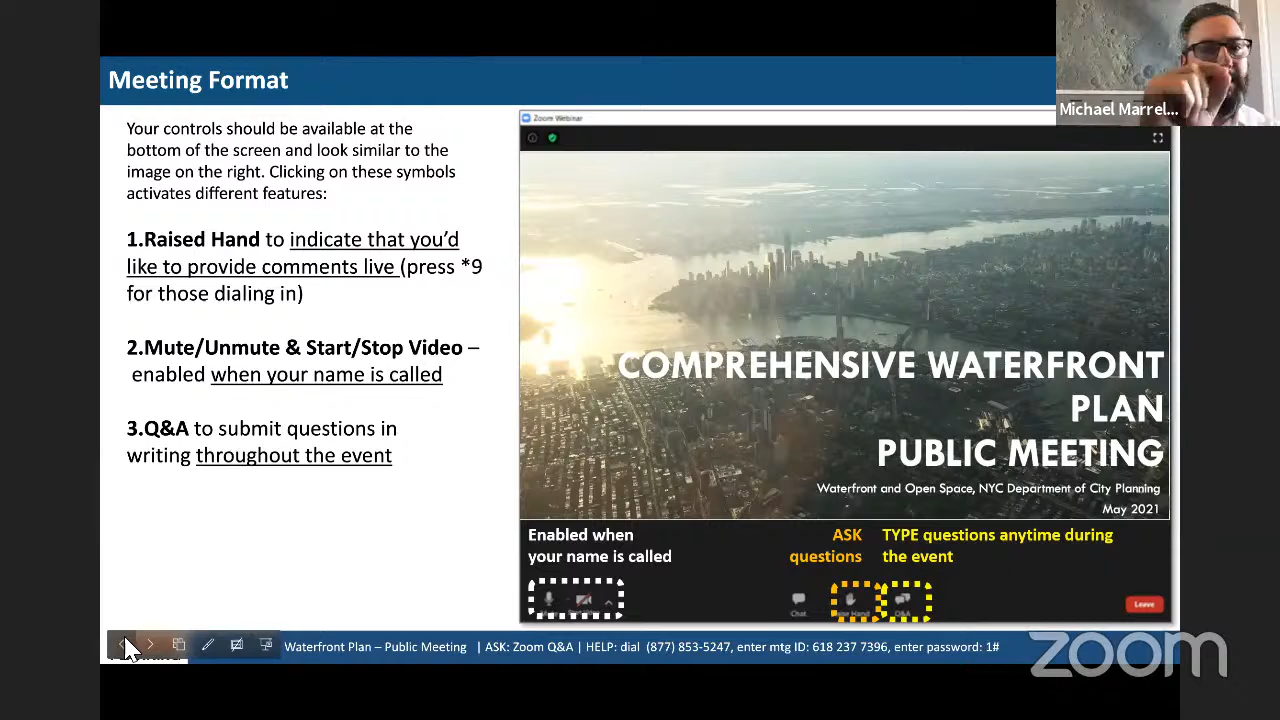 Meeting Format
Michael Marrel...
Your controls should be available at the
bottom of the screen and look similar to the
image on the right. Clicking on these symbols
activates different features:
1.Raised Hand to indicate that you'd
like to provide comments live (press *9
for those dialing in)
2.Mute/Unmute & Start/Stop Video –
enabled when your name is called
3.Q&A to submit questions in
writing throughout the event
Zoom Webinar
COMPREHENSIVE WATERFRONT
PLAN
PUBLIC MEETING
Waterfront and Open Space, NYC Department of City Planning
May 2021
Enabled when
your name is called
ASK
questions
TYPE questions anytime during
the event
Chat
Hand
Q&A
Leave
Waterfront Plan – Public Meeting | ASK: Zoom Q&A | HELP: dial (877) 853-5247, enter mtg ID: 618 237 7396, enter password: 1#
zoom